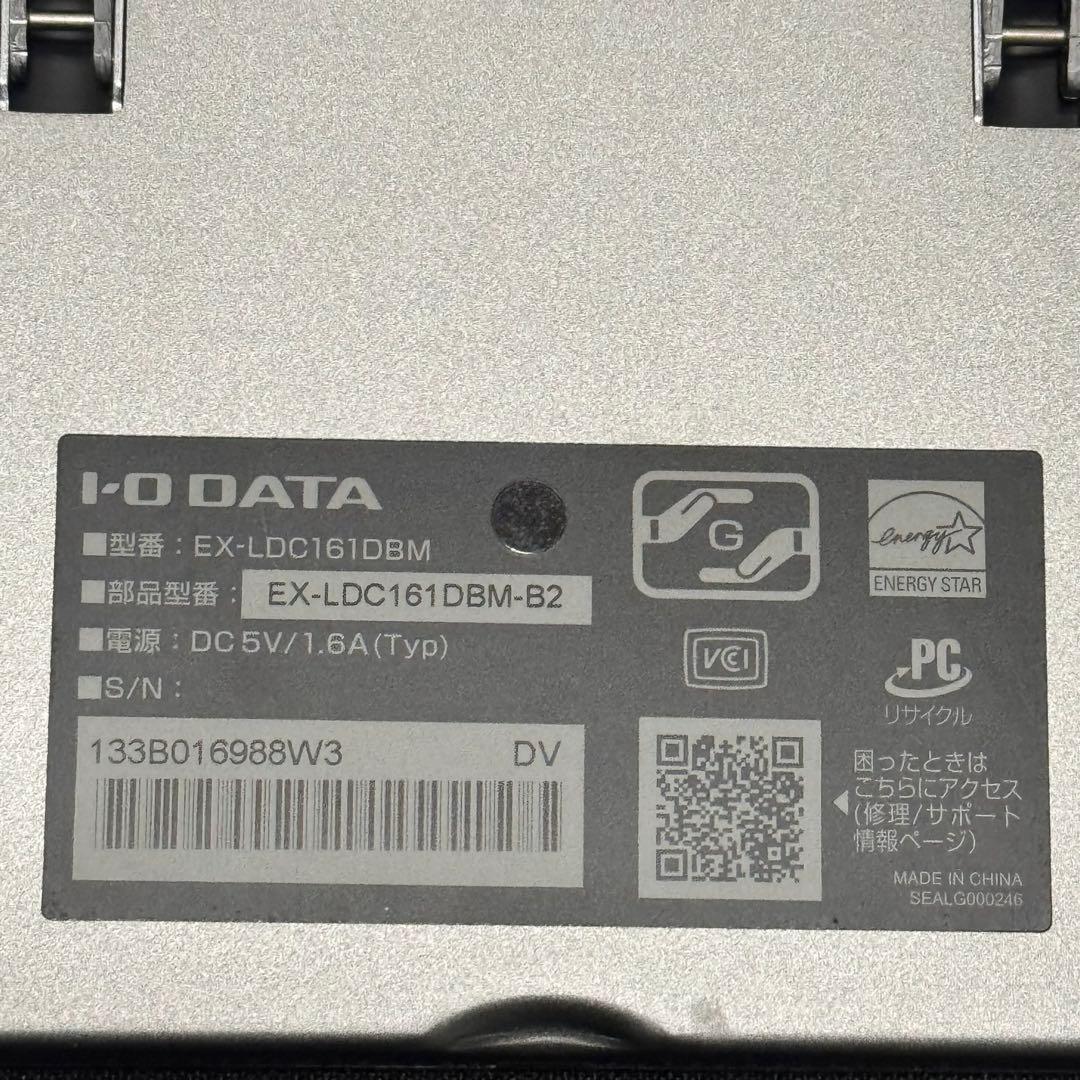 I-O DATA
■型番：EX-LDC161DBM
■部品型番：EX-LDC161DBM-B2
■電源：DC 5V/1.6A(Typ)
■S/N：
133B016988W3 DV
G
energy
ENERGY STAR
VCI
PC
リサイクル
困ったときは
◀こちらにアクセス
(修理/サポート
情報ページ)
MADE IN CHINA
SEALG000246